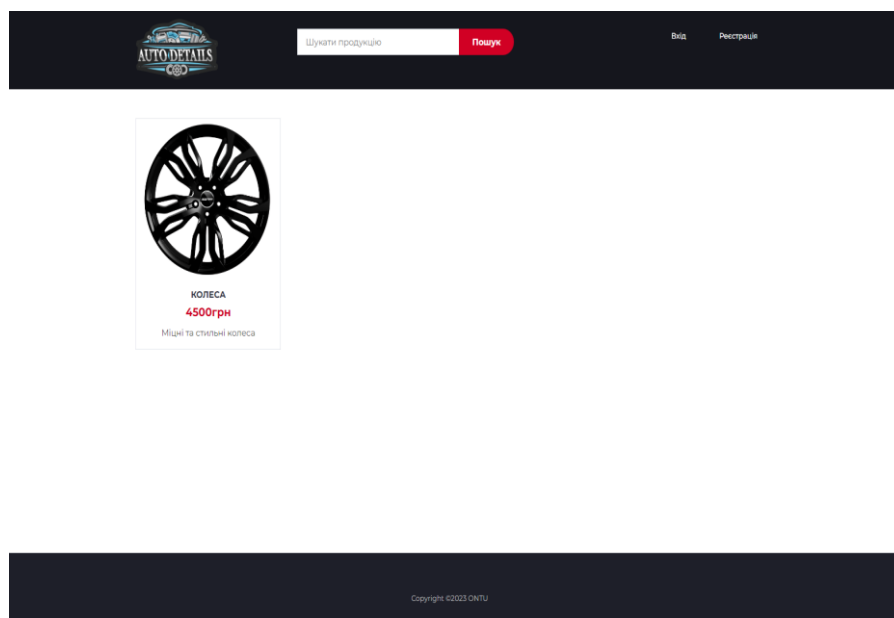 AUTO DETAILS
Шукати продукцію
Пошук
Вхід
Реєстрація
КОЛЕСА
4500грн
Міцні та стильні колеса
Copyright ©2023 ONTU